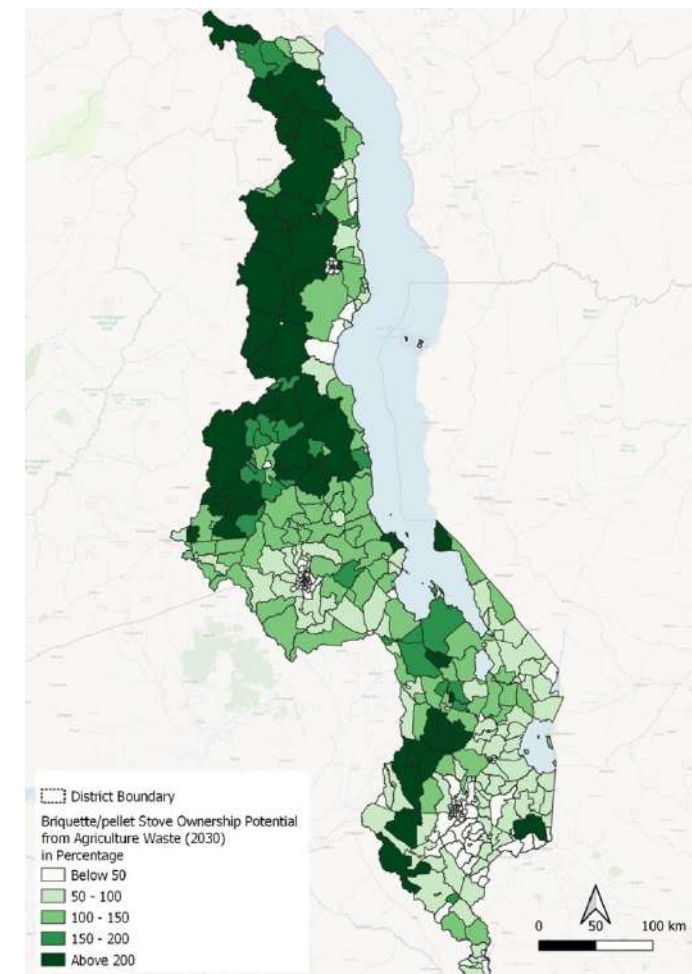 District Boundary
Briquette/pellet Stove Ownership Potential
from Agriculture Waste (2030)
in Percentage
Below 50
50 - 100
100 - 150
150 - 200
Above 200
0 50 100 km